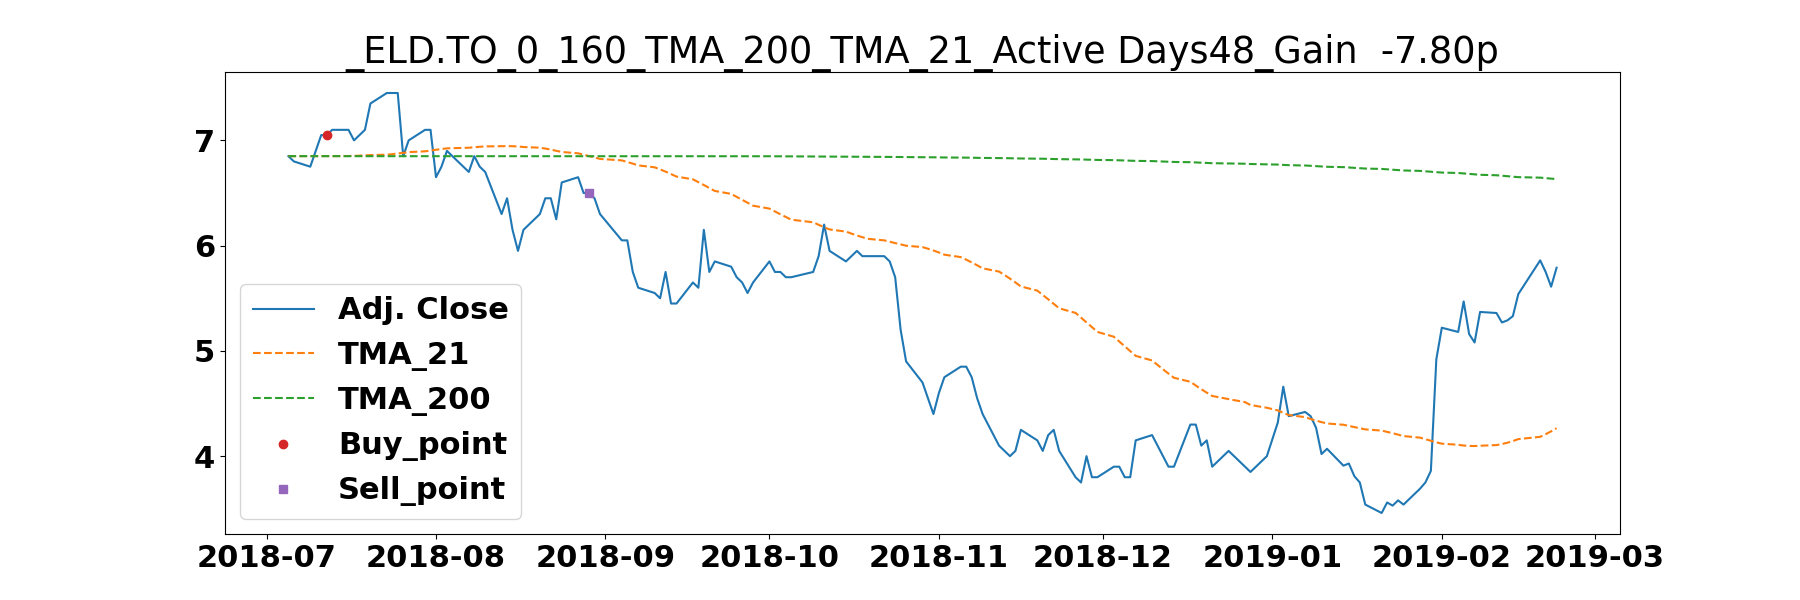 _ELD.TO_0_160_TMA_200_TMA_21_Active Days48_Gain  -7.80p
7
6
5
4
Adj. Close
TMA_21
TMA_200
Buy_point
Sell_point
2018-07 2018-08 2018-09 2018-10 2018-11 2018-12 2019-01 2019-02 2019-03